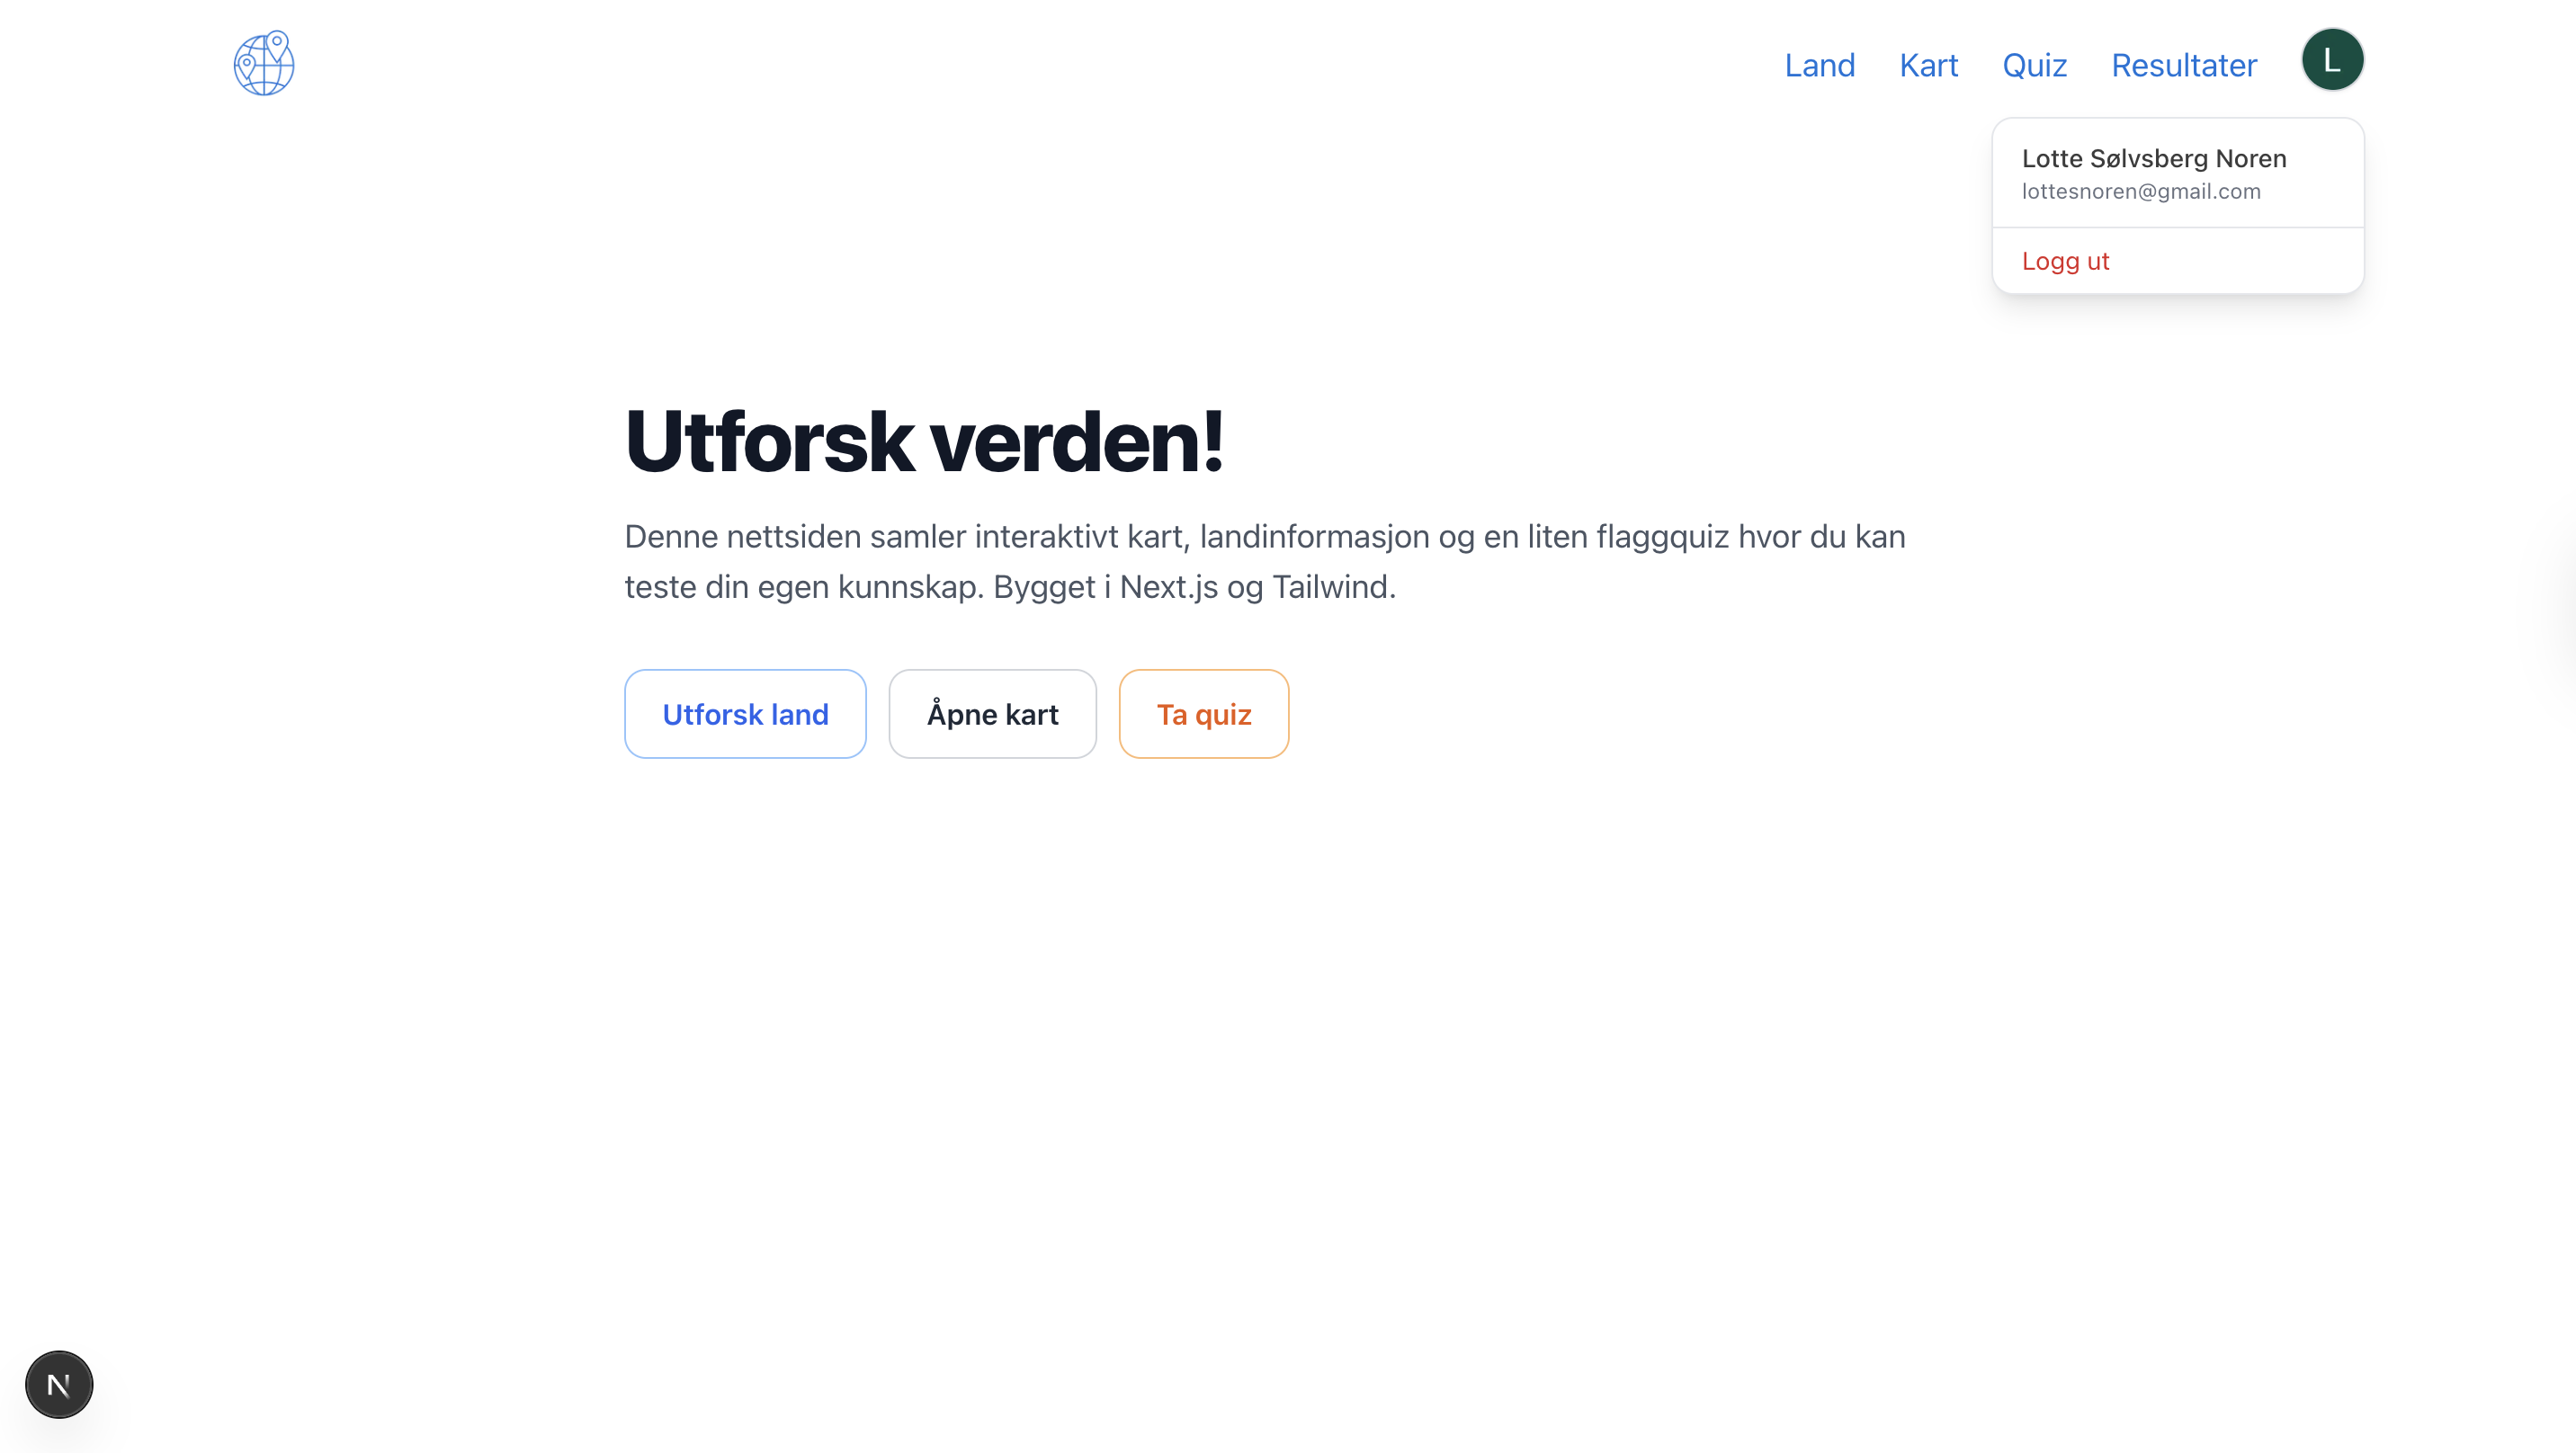 Land Kart Quiz Resultater L
Lotte Sølvsberg Noren
lottesnoren@gmail.com
Logg ut
Utforsk verden!
Denne nettsiden samler interaktivt kart, landinformasjon og en liten flaggquiz hvor du kan
teste din egen kunnskap. Bygget i Next.js og Tailwind.
Utforsk land Åpne kart Ta quiz
N